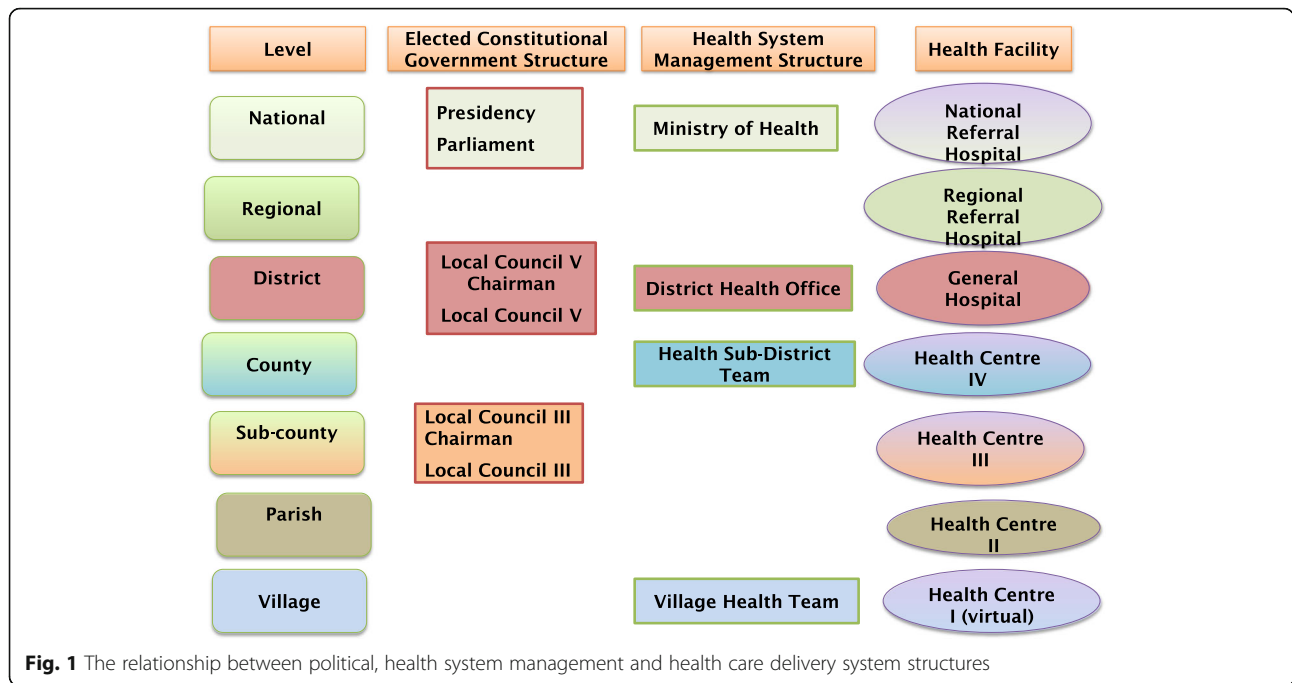 Level
Elected Constitutional
Government Structure
Health System
Management Structure
Health Facility
National
Presidency
Parliament
Ministry of Health
National
Referral
Hospital
Regional
Regional
Referral
Hospital
District
Local Council V
Chairman
Local Council V
District Health Office
General
Hospital
County
Health Sub-District
Team
Health Centre
IV
Sub-county
Local Council III
Chairman
Local Council III
Health Centre
III
Parish
Health Centre
II
Village
Village Health Team
Health Centre
I (virtual)
Fig. 1 The relationship between political, health system management and health care delivery system structures